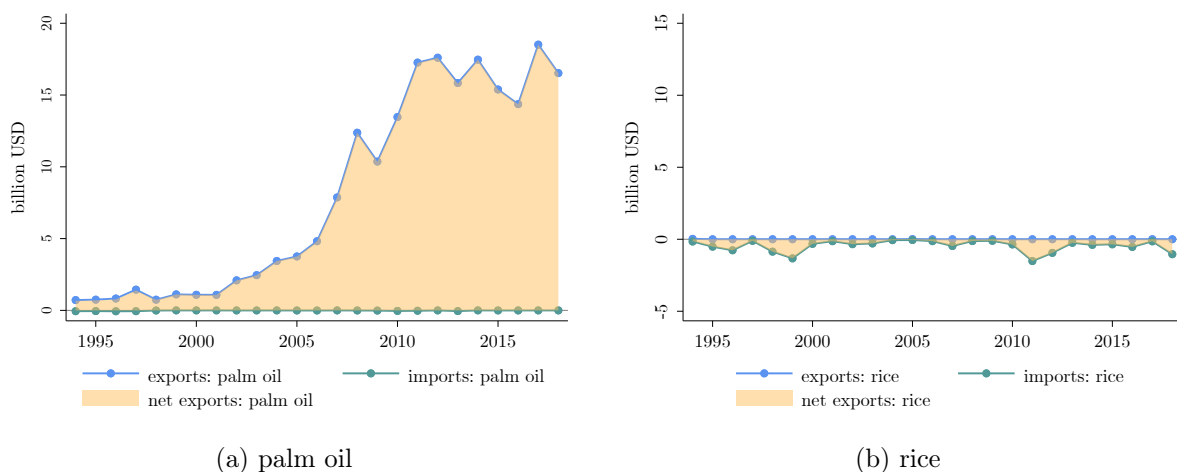 billion USD
20
15
10
5
0
1995 2000 2005 2010 2015
exports: palm oil imports: palm oil
net exports: palm oil
(a) palm oil
billion USD
15
10
5
0
-5
1995 2000 2005 2010 2015
exports: rice imports: rice
net exports: rice
(b) rice